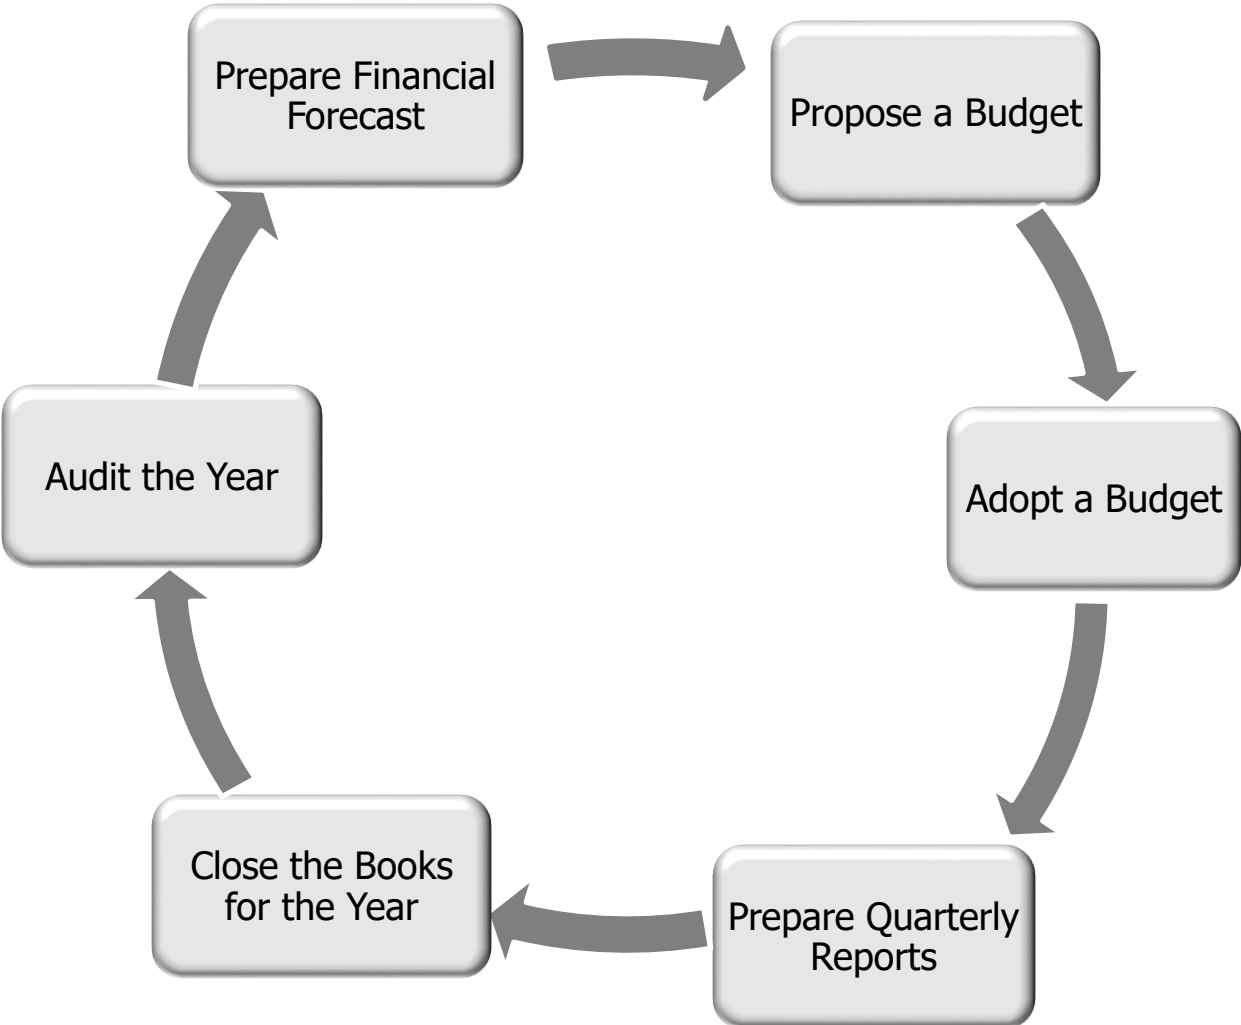 Prepare Financial
Forecast
Propose a Budget
Adopt a Budget
Prepare Quarterly
Reports
Close the Books
for the Year
Audit the Year